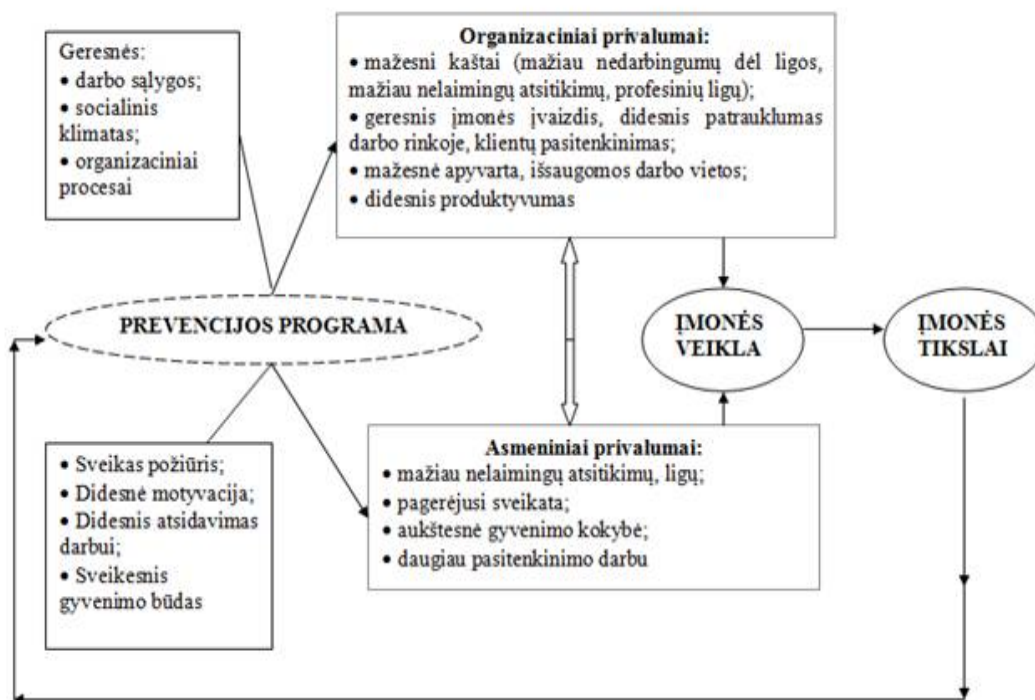 Geresnės:
• darbo sąlygos;
• socialinis
klimatas;
• organizaciniai
procesai
Organizaciniai privalumai:
• mažesni kaštai (mažiau nedarbingumų dėl ligos,
mažiau nelaimingų atsitikimų, profesinių ligų);
• geresnis įmonės įvaizdis, didesnis patrauklumas
darbo rinkoje, klientų pasitenkinimas;
• mažesnė apyvarta, išsaugomos darbo vietos;
• didesnis produktyvumas
PREVENCIJOS PROGRAMA
ĮMONĖS
VEIKLA
ĮMONĖS
TIKSLAI
• Sveikas požiūris;
• Didesnė motyvacija;
• Didesnis atsidavimas
darbui;
• Sveikesnis
gyvenimo būdas
Asmeniniai privalumai:
• mažiau nelaimingų atsitikimų, ligų;
• pagerėjusi sveikata;
• aukštesnė gyvenimo kokybė;
• daugiau pasitenkinimo darbu